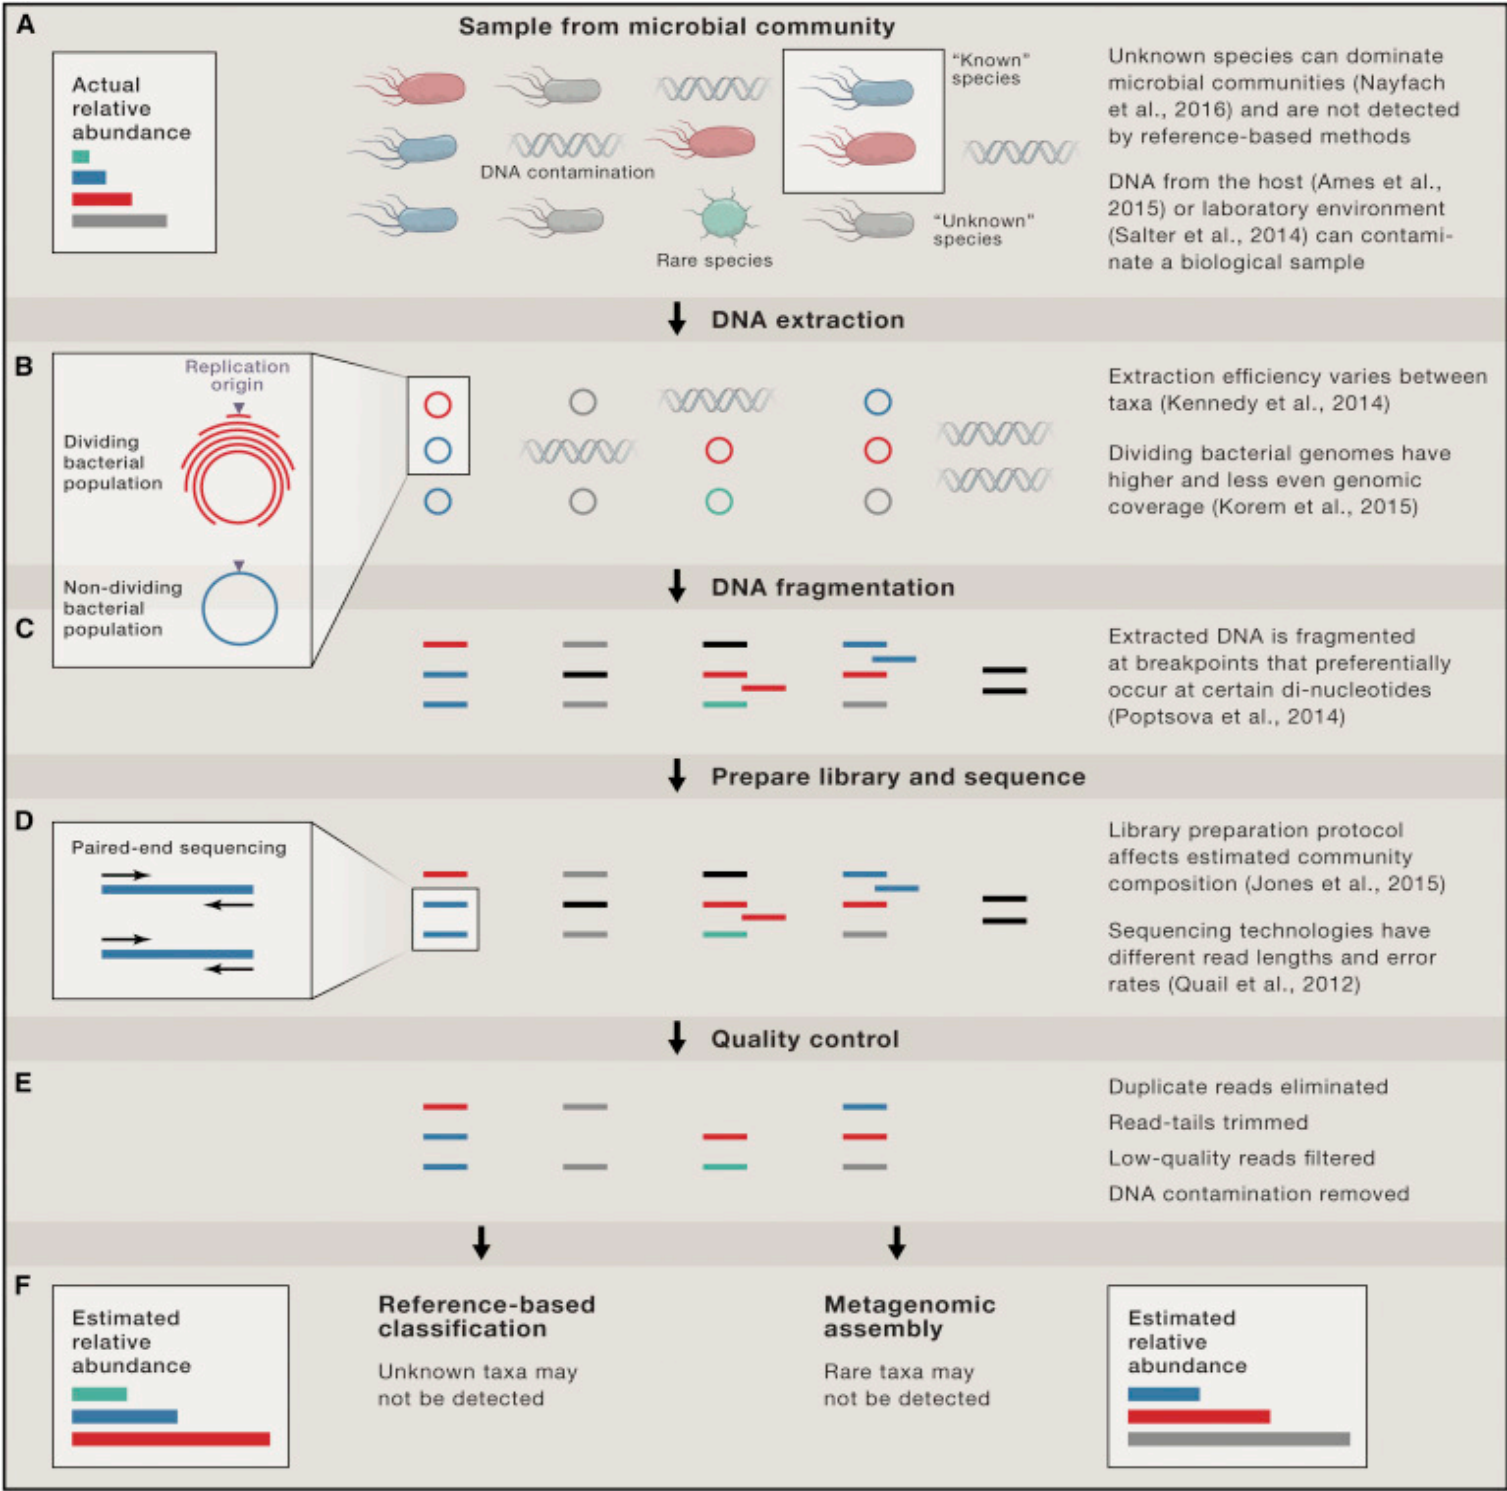 A
Sample from microbial community
Actual
relative
abundance
"Known"
species
DNA contamination
Rare species
"Unknown"
species
Unknown species can dominate
microbial communities (Nayfach
et al., 2016) and are not detected
by reference-based methods
DNA from the host (Ames et al.,
2015) or laboratory environment
(Salter et al., 2014) can contami-
nate a biological sample
DNA extraction
B
Replication
origin
Dividing
bacterial
population
Non-dividing
bacterial
population
Extraction efficiency varies between
taxa (Kennedy et al., 2014)
Dividing bacterial genomes have
higher and less even genomic
coverage (Korem et al., 2015)
DNA fragmentation
C
Extracted DNA is fragmented
at breakpoints that preferentially
occur at certain di-nucleotides
(Poptsova et al., 2014)
Prepare library and sequence
D
Paired-end sequencing
Library preparation protocol
affects estimated community
composition (Jones et al., 2015)
Sequencing technologies have
different read lengths and error
rates (Quail et al., 2012)
Quality control
E
Duplicate reads eliminated
Read-tails trimmed
Low-quality reads filtered
DNA contamination removed
F
Estimated
relative
abundance
Reference-based
classification
Unknown taxa may
not be detected
Metagenomic
assembly
Rare taxa may
not be detected
Estimated
relative
abundance